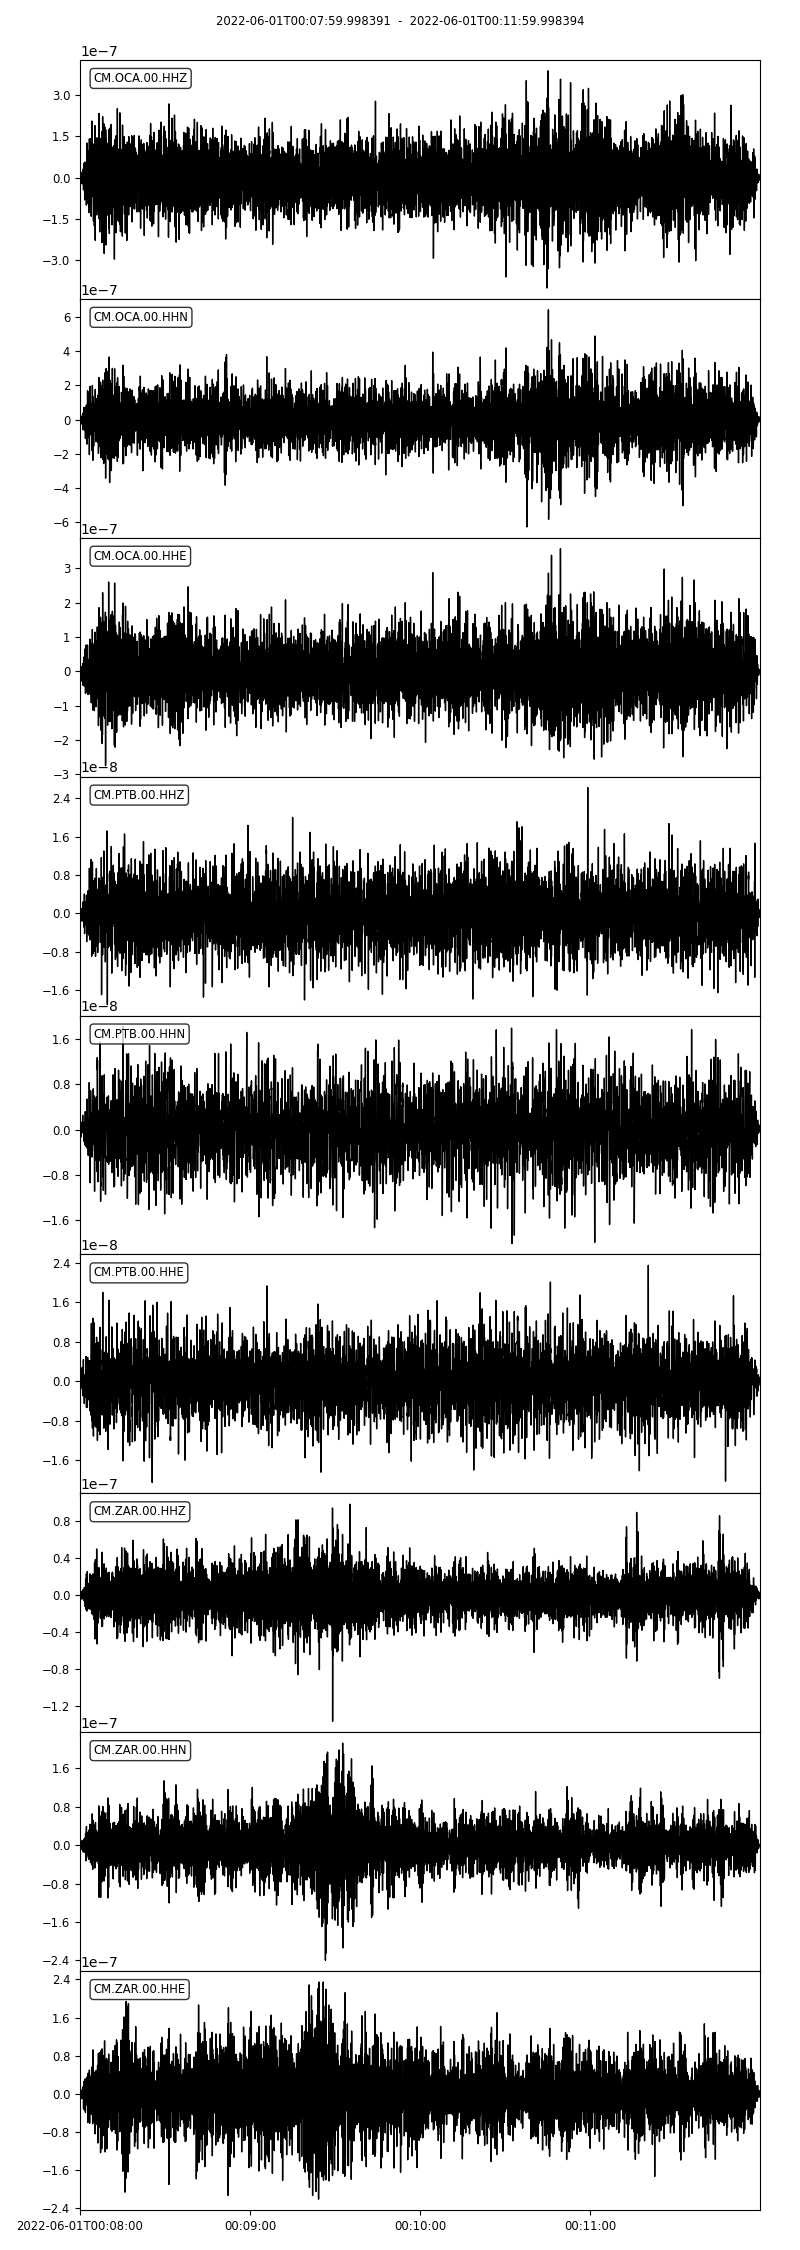 2022-06-01T00:07:59.998391 - 2022-06-01T00:11:59.998394
1e−7
CM.OCA.00.HHZ
3.0
1.5
0.0
−1.5
−3.0
1e−7
CM.OCA.00.HHN
6
4
2
0
−2
−4
−6
1e−7
CM.OCA.00.HHE
3
2
1
0
−1
−2
−3
1e−8
CM.PTB.00.HHZ
2.4
1.6
0.8
0.0
−0.8
−1.6
1e−8
CM.PTB.00.HHN
1.6
0.8
0.0
−0.8
−1.6
1e−8
CM.PTB.00.HHE
2.4
1.6
0.8
0.0
−0.8
−1.6
1e−7
CM.ZAR.00.HHZ
0.8
0.4
0.0
−0.4
−0.8
−1.2
1e−7
CM.ZAR.00.HHN
1.6
0.8
0.0
−0.8
−1.6
−2.4
1e−7
CM.ZAR.00.HHE
2.4
1.6
0.8
0.0
−0.8
−1.6
−2.4
2022-06-01T00:08:00 00:09:00 00:10:00 00:11:00